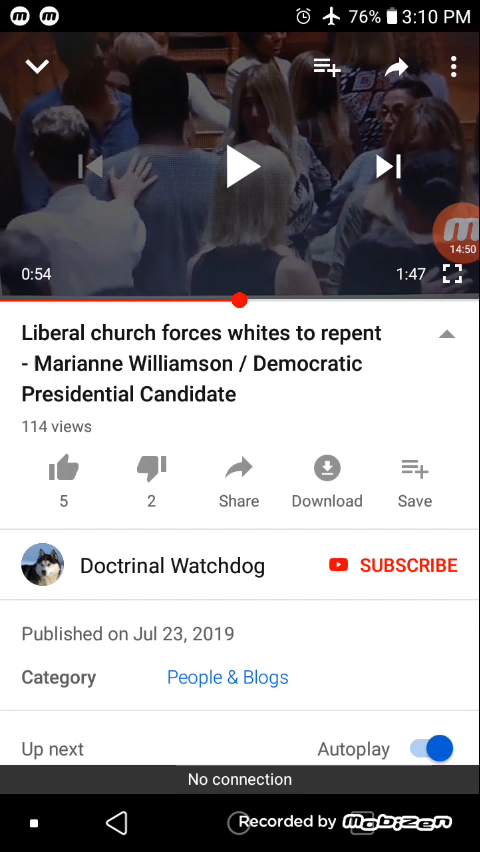 76% 3:10 PM
14:50
0:54 1:47
Liberal church forces whites to repent
- Marianne Williamson / Democratic
Presidential Candidate
114 views
5 2 Share Download Save
Doctrinal Watchdog SUBSCRIBE
Published on Jul 23, 2019
Category People & Blogs
Up next Autoplay
No connection
Recorded by Mobizen